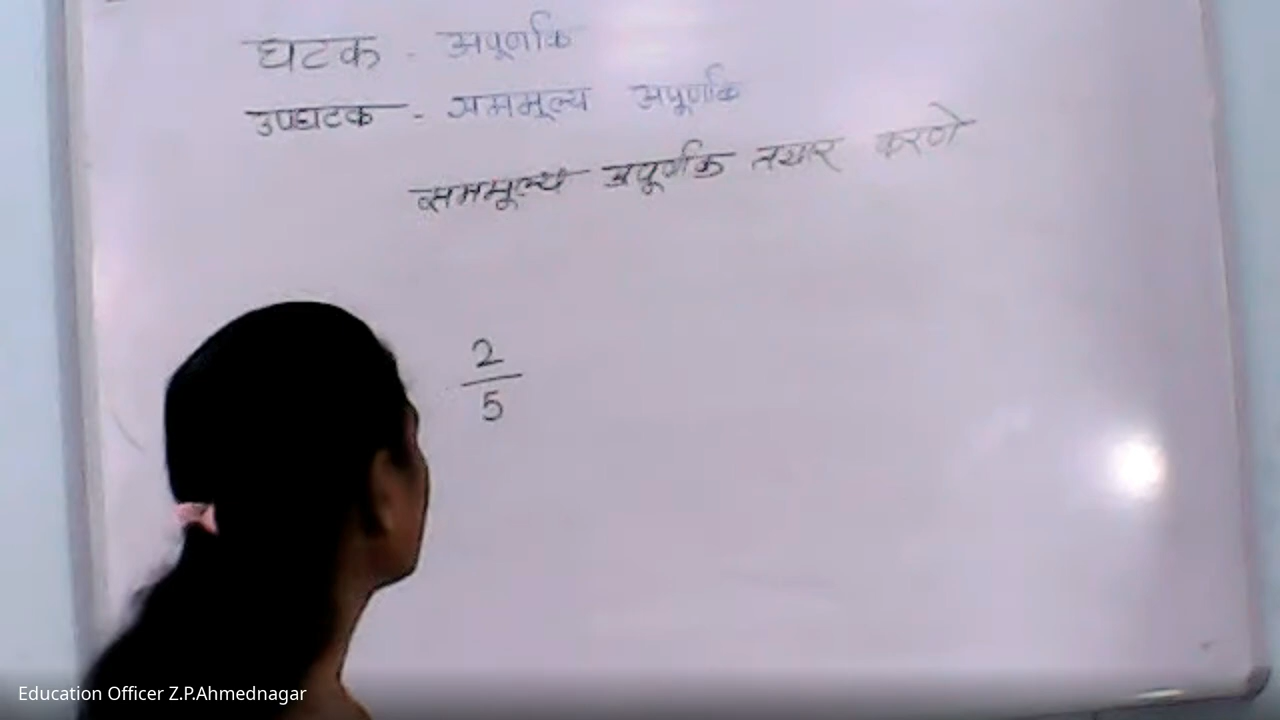 घटक - अपूर्णांक
उपघटक - सममूल्य अपूर्णांक
सममूल्य अपूर्णांक तयार करणे
2
5
Education Officer Z.P.Ahmednagar